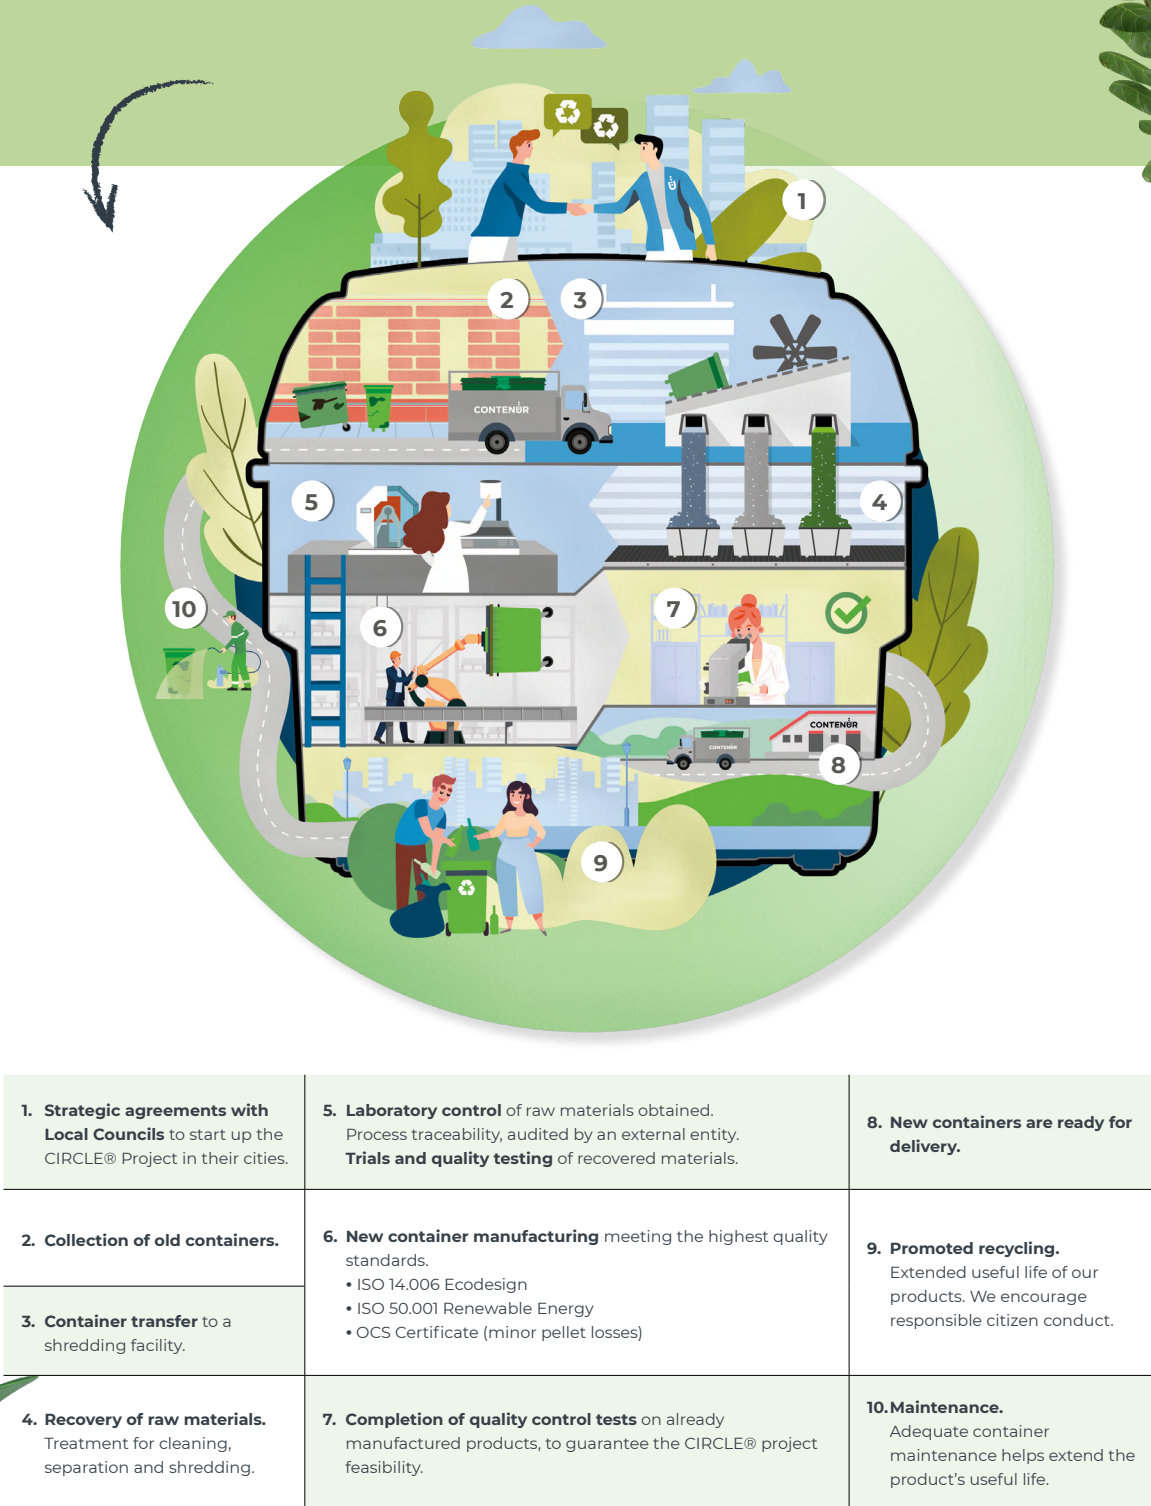 1
2
3
CONTENUR
5
4
10
6
7
CONTENUR
CONTENUR
8
9
1. Strategic agreements with
Local Councils to start up the
CIRCLE® Project in their cities.
2. Collection of old containers.
3. Container transfer to a
shredding facility.
4. Recovery of raw materials.
Treatment for cleaning,
separation and shredding.
5. Laboratory control of raw materials obtained.
Process traceability, audited by an external entity.
Trials and quality testing of recovered materials.
6. New container manufacturing meeting the highest quality
standards.
• ISO 14.006 Ecodesign
• ISO 50.001 Renewable Energy
• OCS Certificate (minor pellet losses)
7. Completion of quality control tests on already
manufactured products, to guarantee the CIRCLE® project
feasibility.
8. New containers are ready for
delivery.
9. Promoted recycling.
Extended useful life of our
products. We encourage
responsible citizen conduct.
10. Maintenance.
Adequate container
maintenance helps extend the
product's useful life.